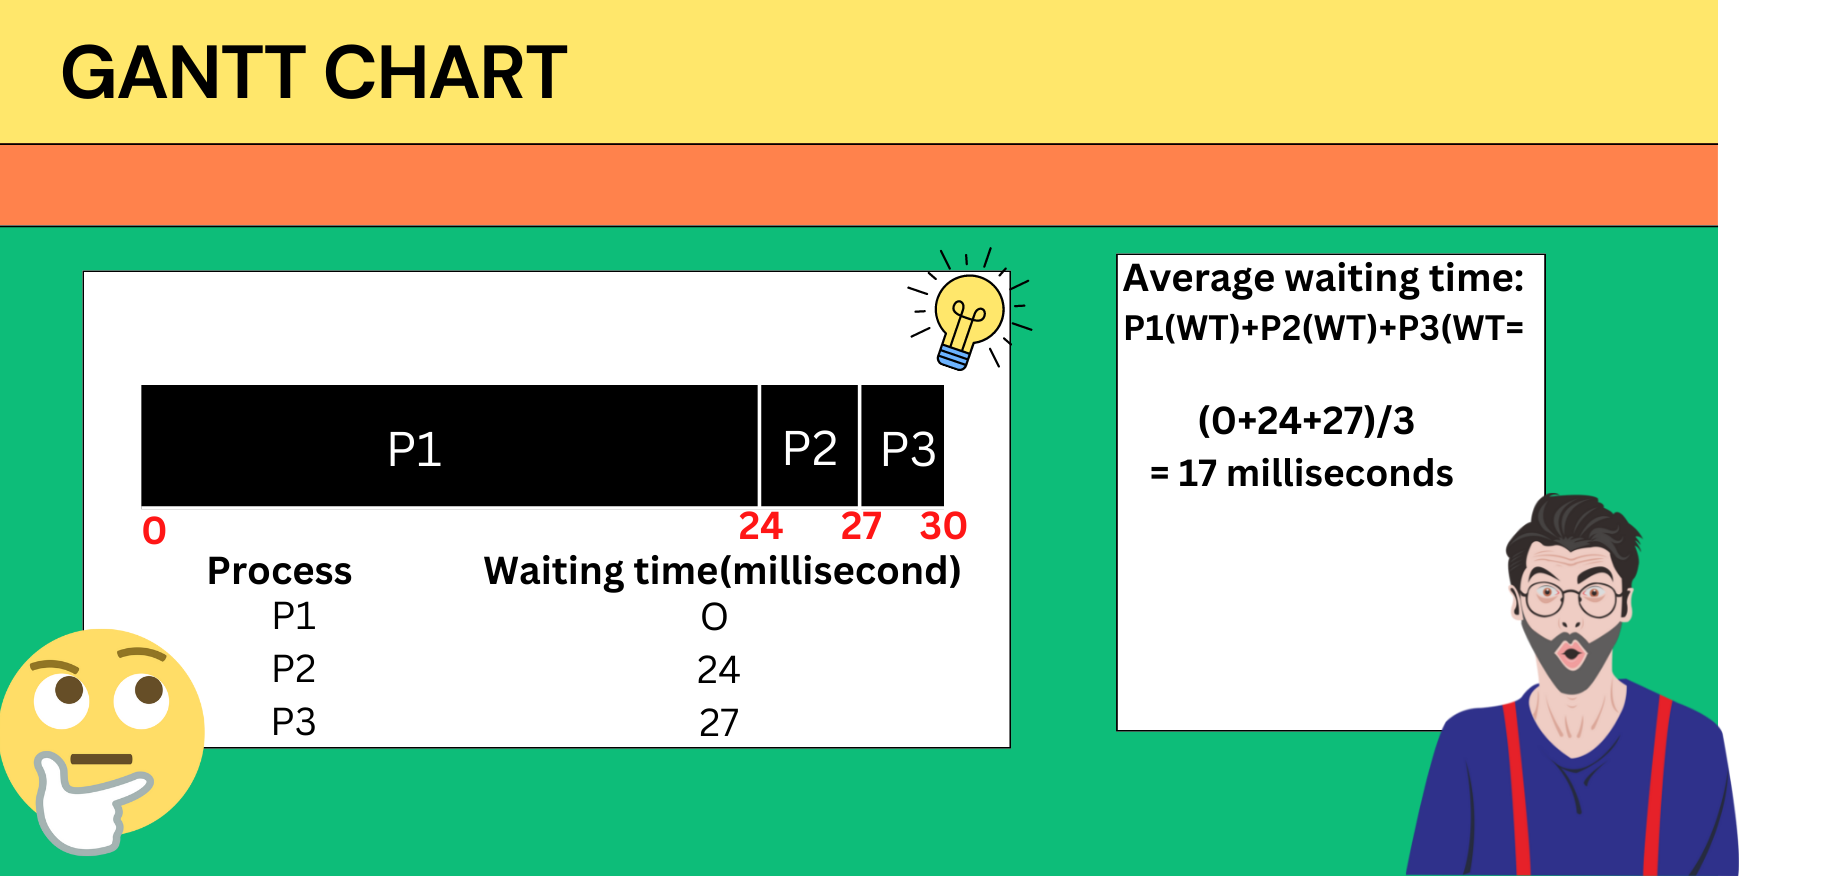 GANTT CHART
P1 P2 P3
0 24 27 30
Process Waiting time(millisecond)
P1 O
P2 24
P3 27
Average waiting time:
P1(WT)+P2(WT)+P3(WT=
(0+24+27)/3
= 17 milliseconds